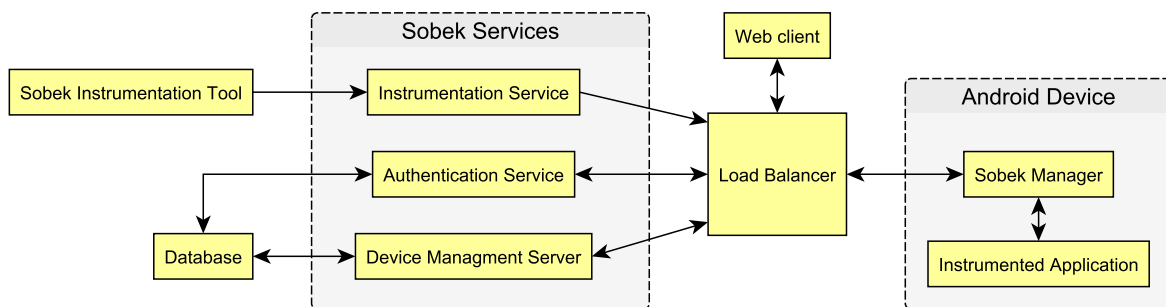 Sobek Services
Web client
Sobek Instrumentation Tool
Instrumentation Service
Android Device
Authentication Service
Load Balancer
Sobek Manager
Database
Device Managment Server
Instrumented Application